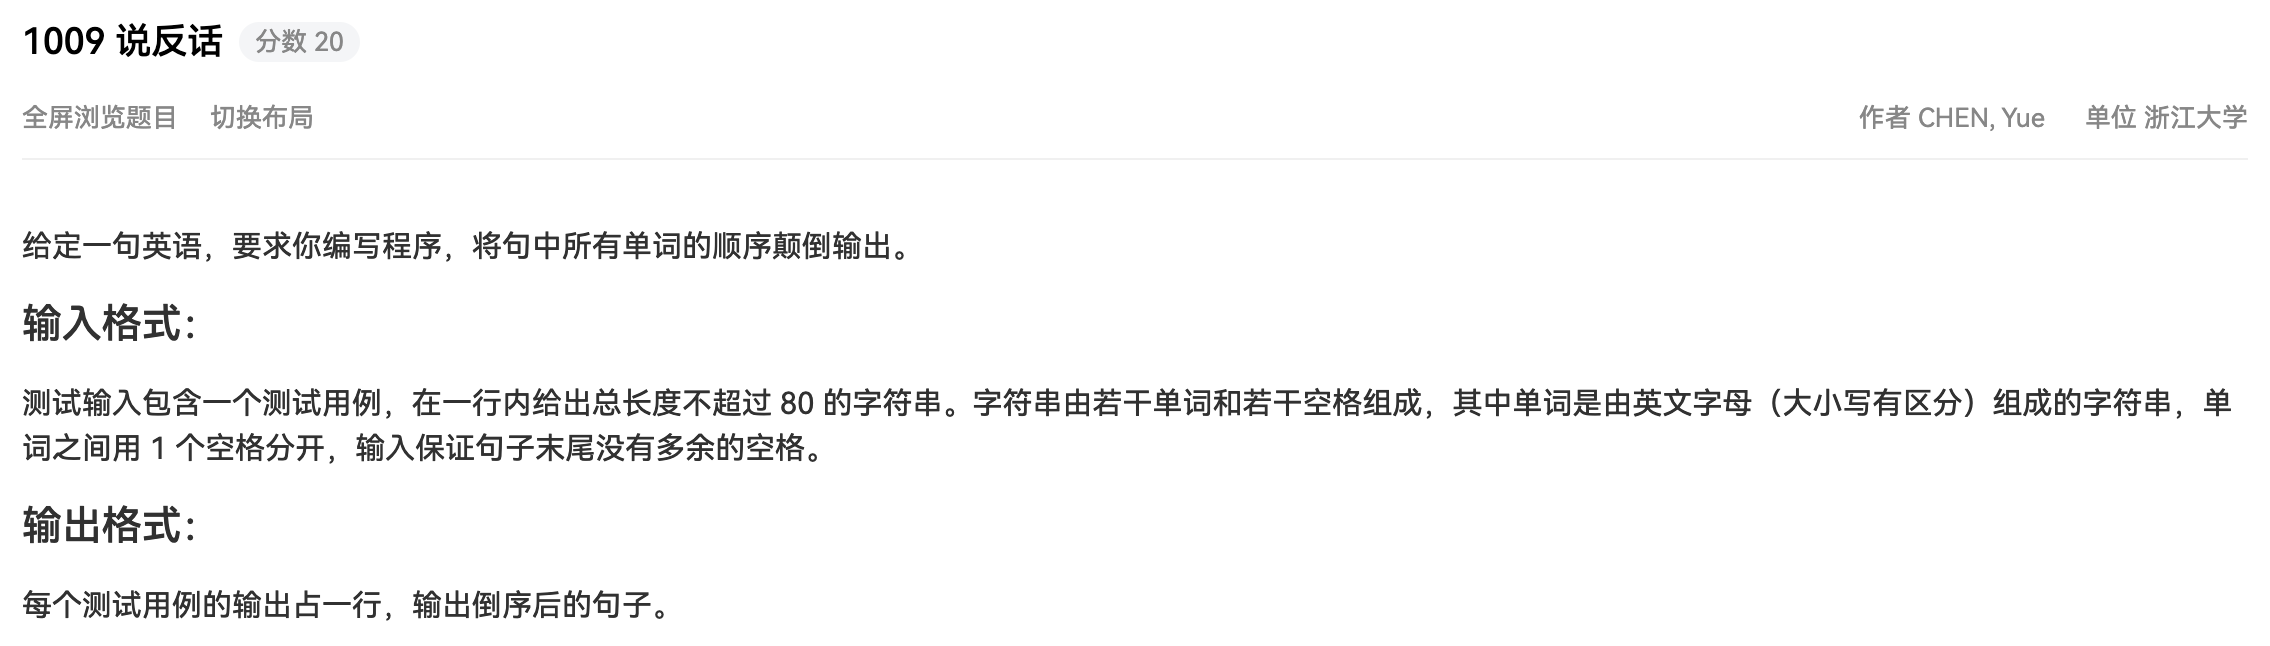 1009 说反话 分数 20
全屏浏览题目 切换布局 作者 CHEN, Yue 单位 浙江大学
给定一句英语，要求你编写程序，将句中所有单词的顺序颠倒输出。
输入格式：
测试输入包含一个测试用例，在一行内给出总长度不超过 80 的字符串。字符串由若干单词和若干空格组成，其中单词是由英文字母（大小写有区分）组成的字符串，单
词之间用 1 个空格分开，输入保证句子末尾没有多余的空格。
输出格式：
每个测试用例的输出占一行，输出倒序后的句子。